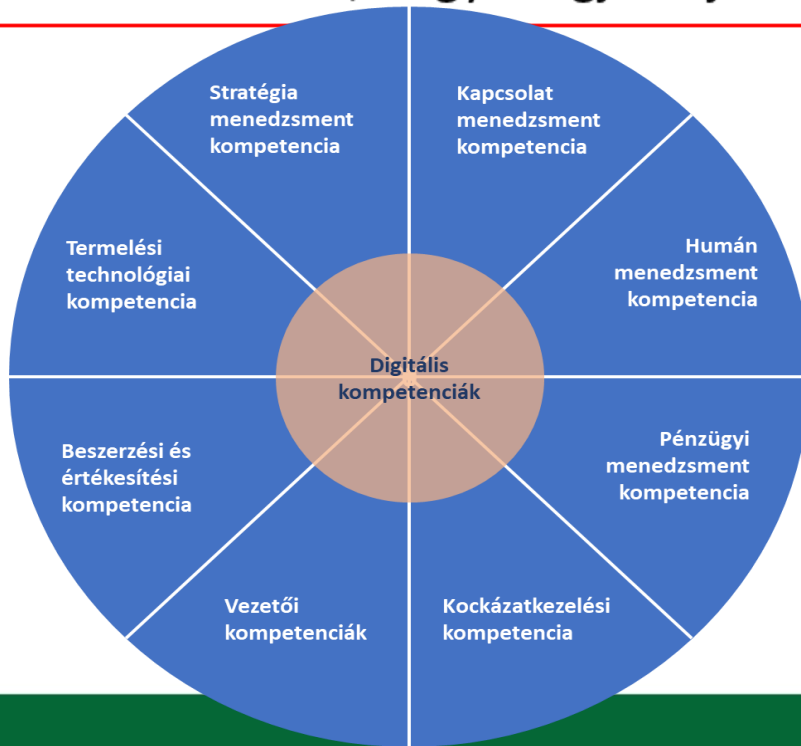 Stratégia
menedzsment
kompetencia
Kapcsolat
menedzsment
kompetencia
Humán
menedzsment
kompetencia
Pénzügyi
menedzsment
kompetencia
Kockázatkezelési
kompetencia
Vezetői
kompetenciák
Beszerzési és
értékesítési
kompetencia
Termelési
technológiai
kompetencia
Digitális
kompetenciák